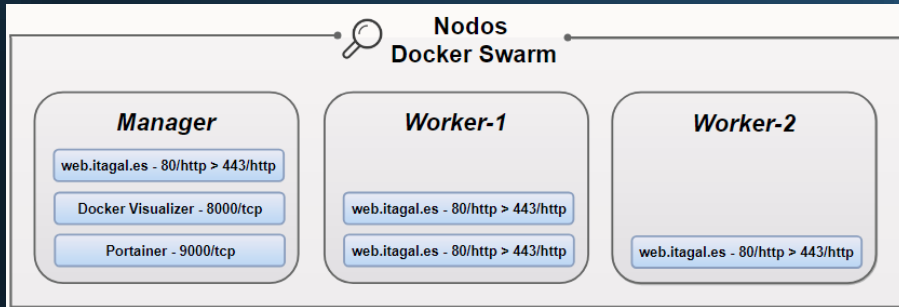 Nodos
Docker Swarm
Manager
web.itagal.es - 80/http > 443/http
Docker Visualizer - 8000/tcp
Portainer - 9000/tcp
Worker-1
web.itagal.es - 80/http > 443/http
web.itagal.es - 80/http > 443/http
Worker-2
web.itagal.es - 80/http > 443/http